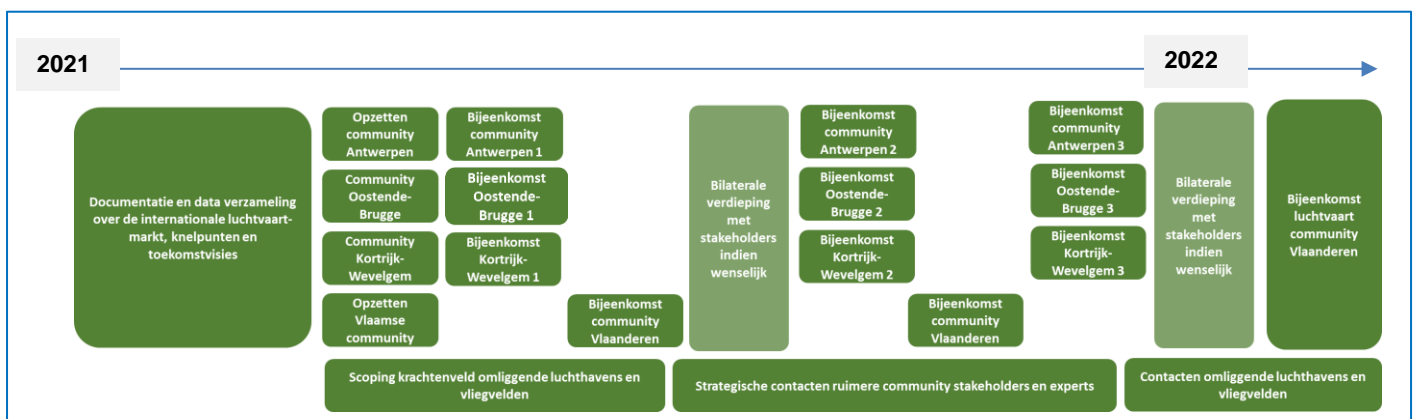 2021
2022
Documentatie en data verzameling
over de internationale luchtvaart-
markt, knelpunten en
toekomstvisies
Opzetten
community
Antwerpen
Community
Oostende-
Brugge
Community
Kortrijk-
Wevelgem
Opzetten
Vlaamse
community
Bijeenkomst
community
Antwerpen 1
Bijeenkomst
Oostende-
Brugge 1
Bijeenkomst
Kortrijk-
Wevelgem 1
Bijeenkomst
community
Vlaanderen
Bilaterale
verdieping
met
stakeholders
indien
wenselijk
Bijeenkomst
community
Antwerpen 2
Bijeenkomst
Oostende-
Brugge 2
Bijeenkomst
Kortrijk-
Wevelgem 2
Bijeenkomst
community
Vlaanderen
Bijeenkomst
community
Antwerpen 3
Bijeenkomst
Oostende-
Brugge 3
Bijeenkomst
Kortrijk-
Wevelgem 3
Bilaterale
verdieping
met
stakeholders
indien
wenselijk
Bijeenkomst
luchtvaart
community
Vlaanderen
Scoping krachtenveld omliggende luchthavens en
vliegvelden
Strategische contacten ruimere community stakeholders en experts
Contacten omliggende luchthavens en
vliegvelden